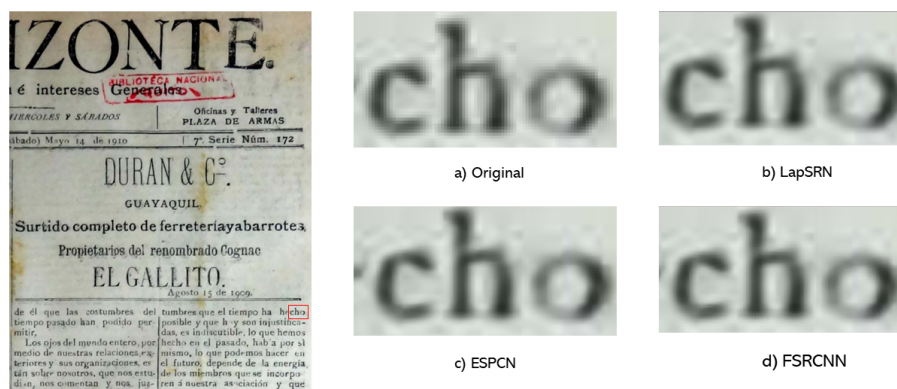 IZONTE.
BIBLIOTECA NACIONAL
é intereses Generales.
MIERCOLES Y SÁBADOS
Oficinas y Talleres
PLAZA DE ARMAS
Mayo 14 de 1910
7ª. Serie Núm. 172
DURAN & Cº.
GUAYAQUIL.
Surtido completo de ferreteríayabarrotes,
Propietarios del renombrado Cognac
EL GALLITO.
Agosto 15 de 1909.
de él que las costumbres del
tiempo pasado han podido per-
mitir,
Los ojos del mundo entero, por
medio de nuestras relaciones ex-
teriores y sus organizaciones, es
tán sobre nosotros, que nos estu-
dian, nos comentan y nos juz-
tumbres que el tiempo ha hecho
posible y que h y son injustifica-
das, es indiscutible, lo que hemos
hecho en el pasado, hab'a por sí
mismo, lo que podemos hacer en
el futuro, depende de la energía
de los miembros que se incorpo-
ren á nuestra asociación y que
cho
a) Original
cho
b) LapSRN
cho
c) ESPCN
cho
d) FSRCNN